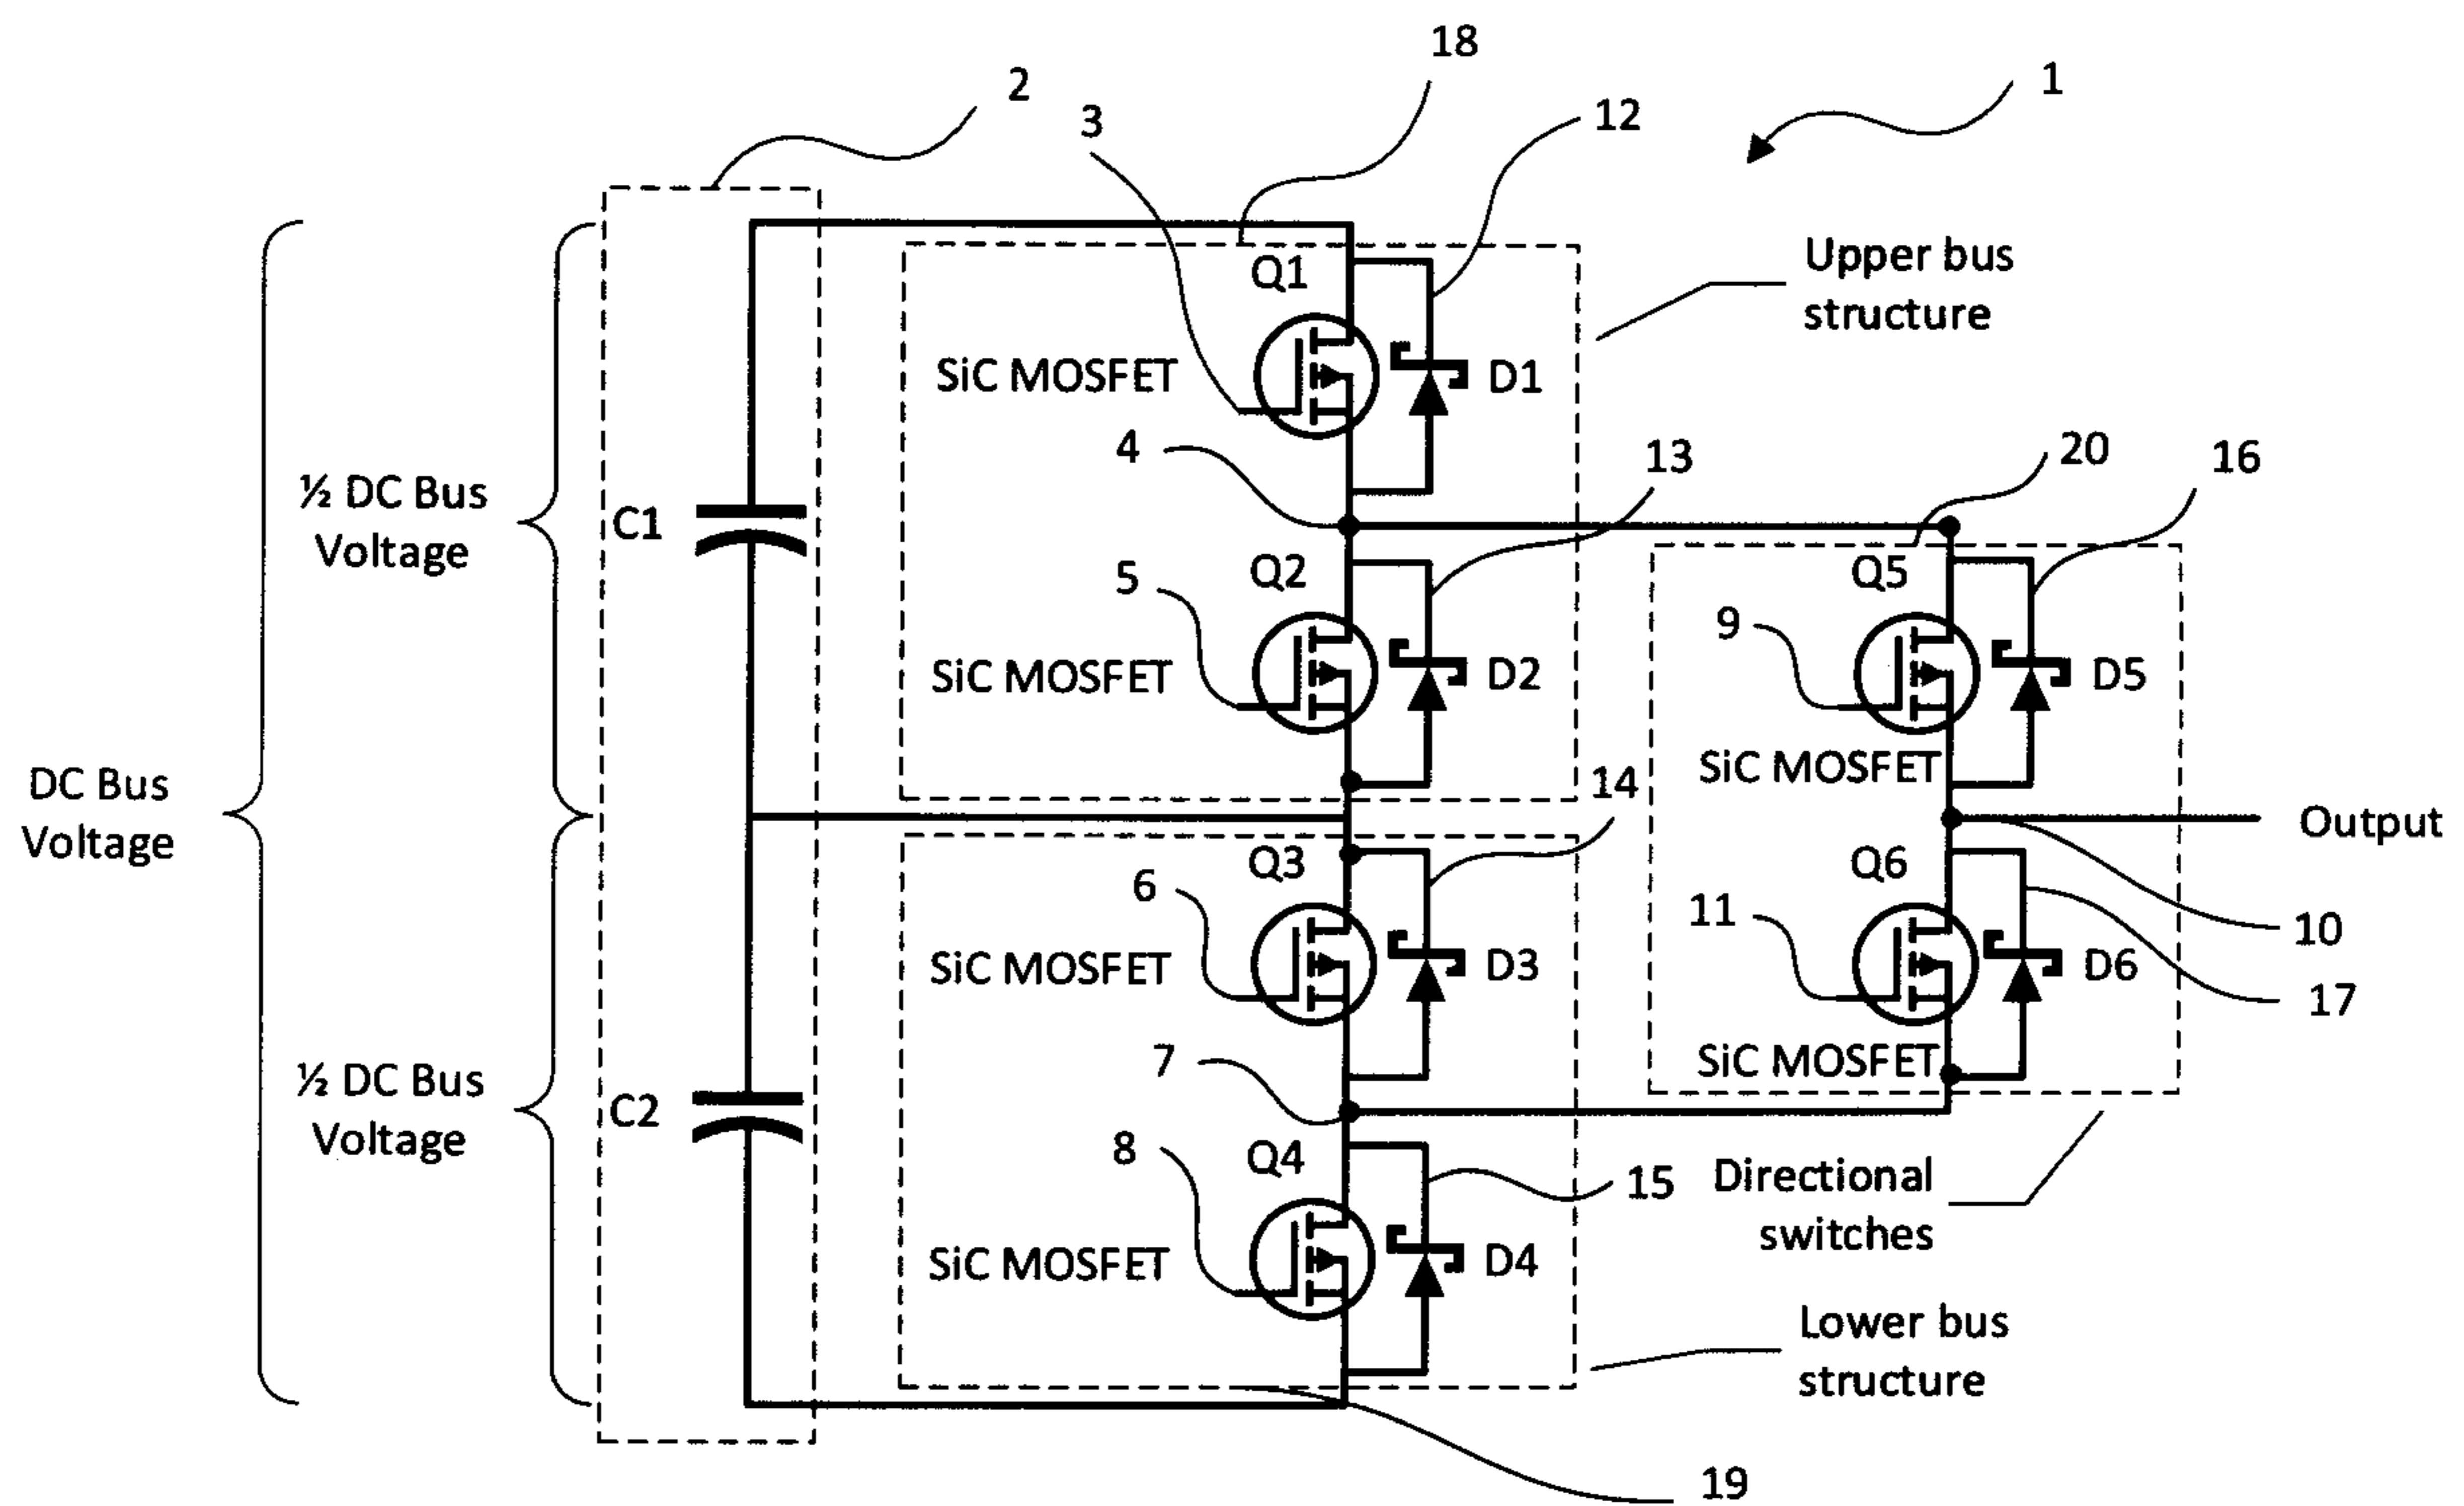 18
1
2
3
12
Upper bus
structure
Q1
SiC MOSFET
D1
4
13
20
16
½ DC Bus
Voltage
C1
5
Q2
Q5
9
SiC MOSFET
D2
D5
SiC MOSFET
14
DC Bus
Voltage
Output
Q3
Q6
6
11
10
SiC MOSFET
D3
D6
17
7
SiC MOSFET
½ DC Bus
Voltage
C2
8
Q4
15
Directional
switches
SiC MOSFET
D4
Lower bus
structure
19